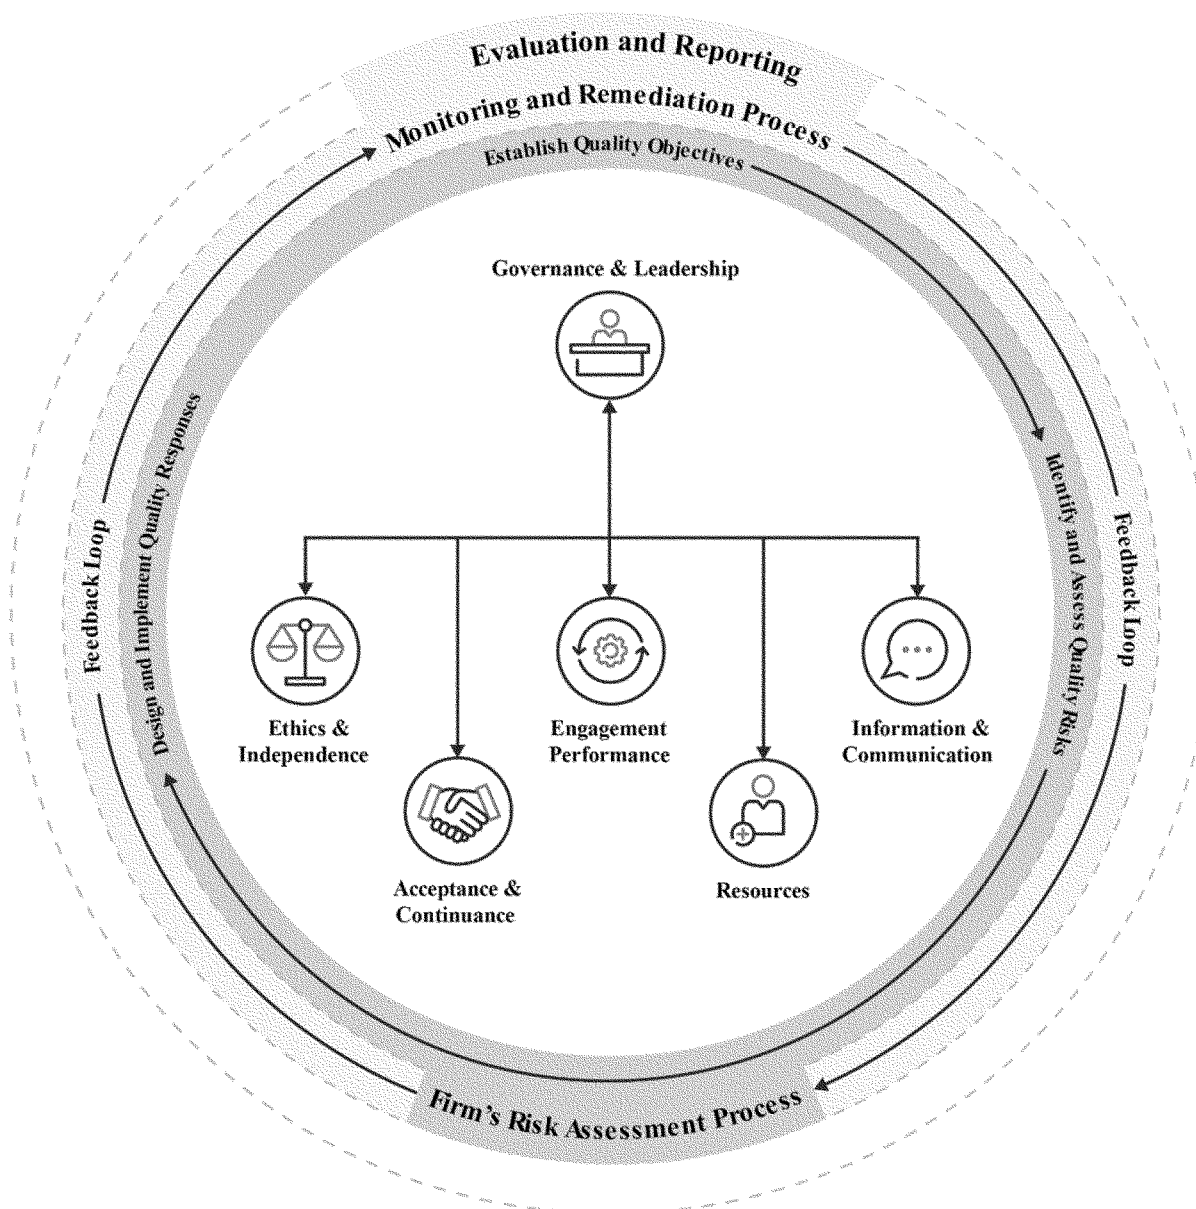 Evaluation and Reporting
Monitoring and Remediation Process
Establish Quality Objectives
Governance & Leadership
Design and Implement Quality Responses
Identify and Assess Quality Risks
Feedback Loop
Feedback Loop
Ethics &
Independence
Engagement
Performance
Information &
Communication
Acceptance &
Continuance
Resources
Firm's Risk Assessment Process